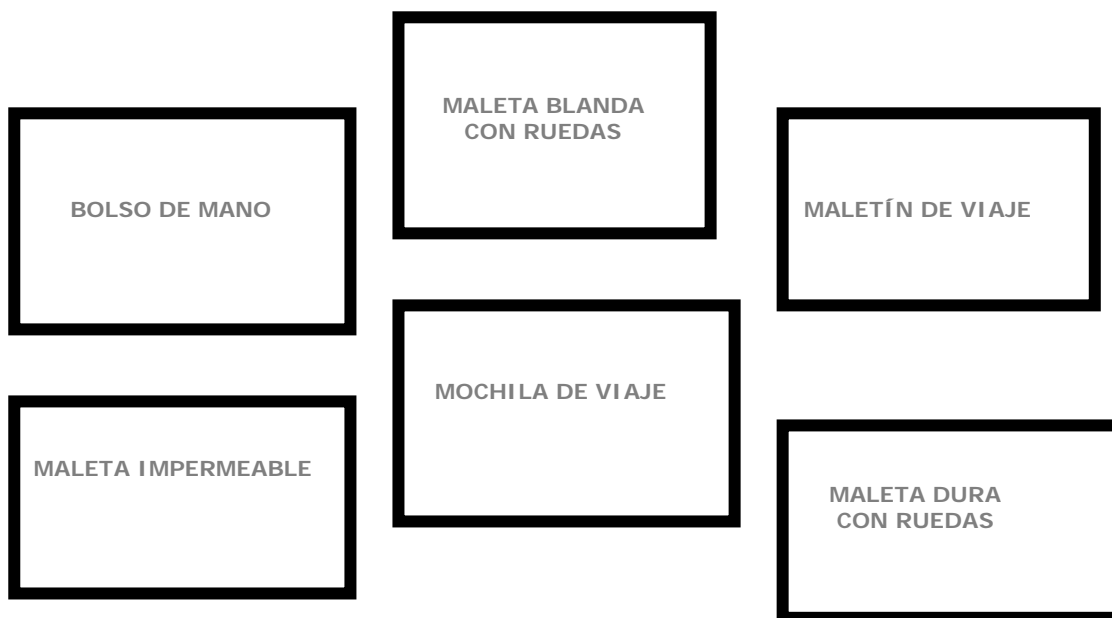 MALETA BLANDA
CON RUEDAS
BOLSO DE MANO
MALETÍN DE VIAJE
MOCHILA DE VIAJE
MALETA IMPERMEABLE
MALETA DURA
CON RUEDAS